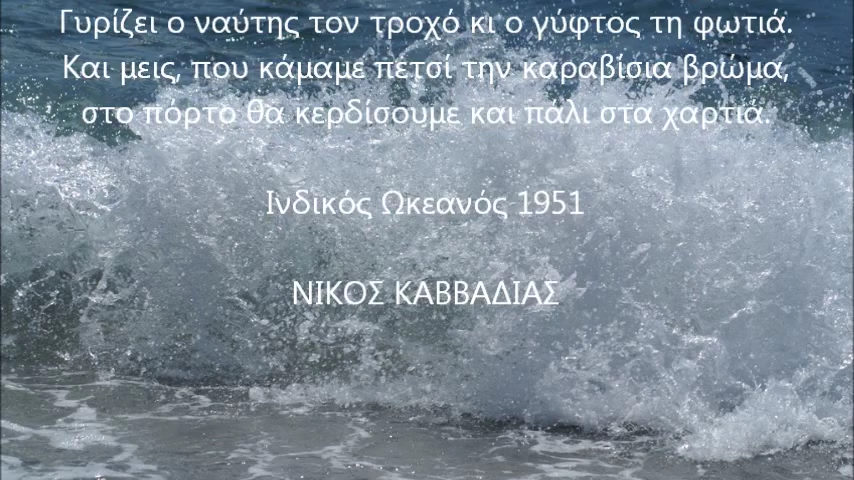 Γυρίζει ο ναύτης τον τροχό κι ο γύφτος τη φωτιά.
Και μεις, που κάμαμε πετσί την καραβίσια βρώμα,
στο πόρτο θα κερδίσουμε και πάλι στα χαρτιά.
Ινδικός Ωκεανός 1951
ΝΙΚΟΣ ΚΑΒΒΑΔΙΑΣ